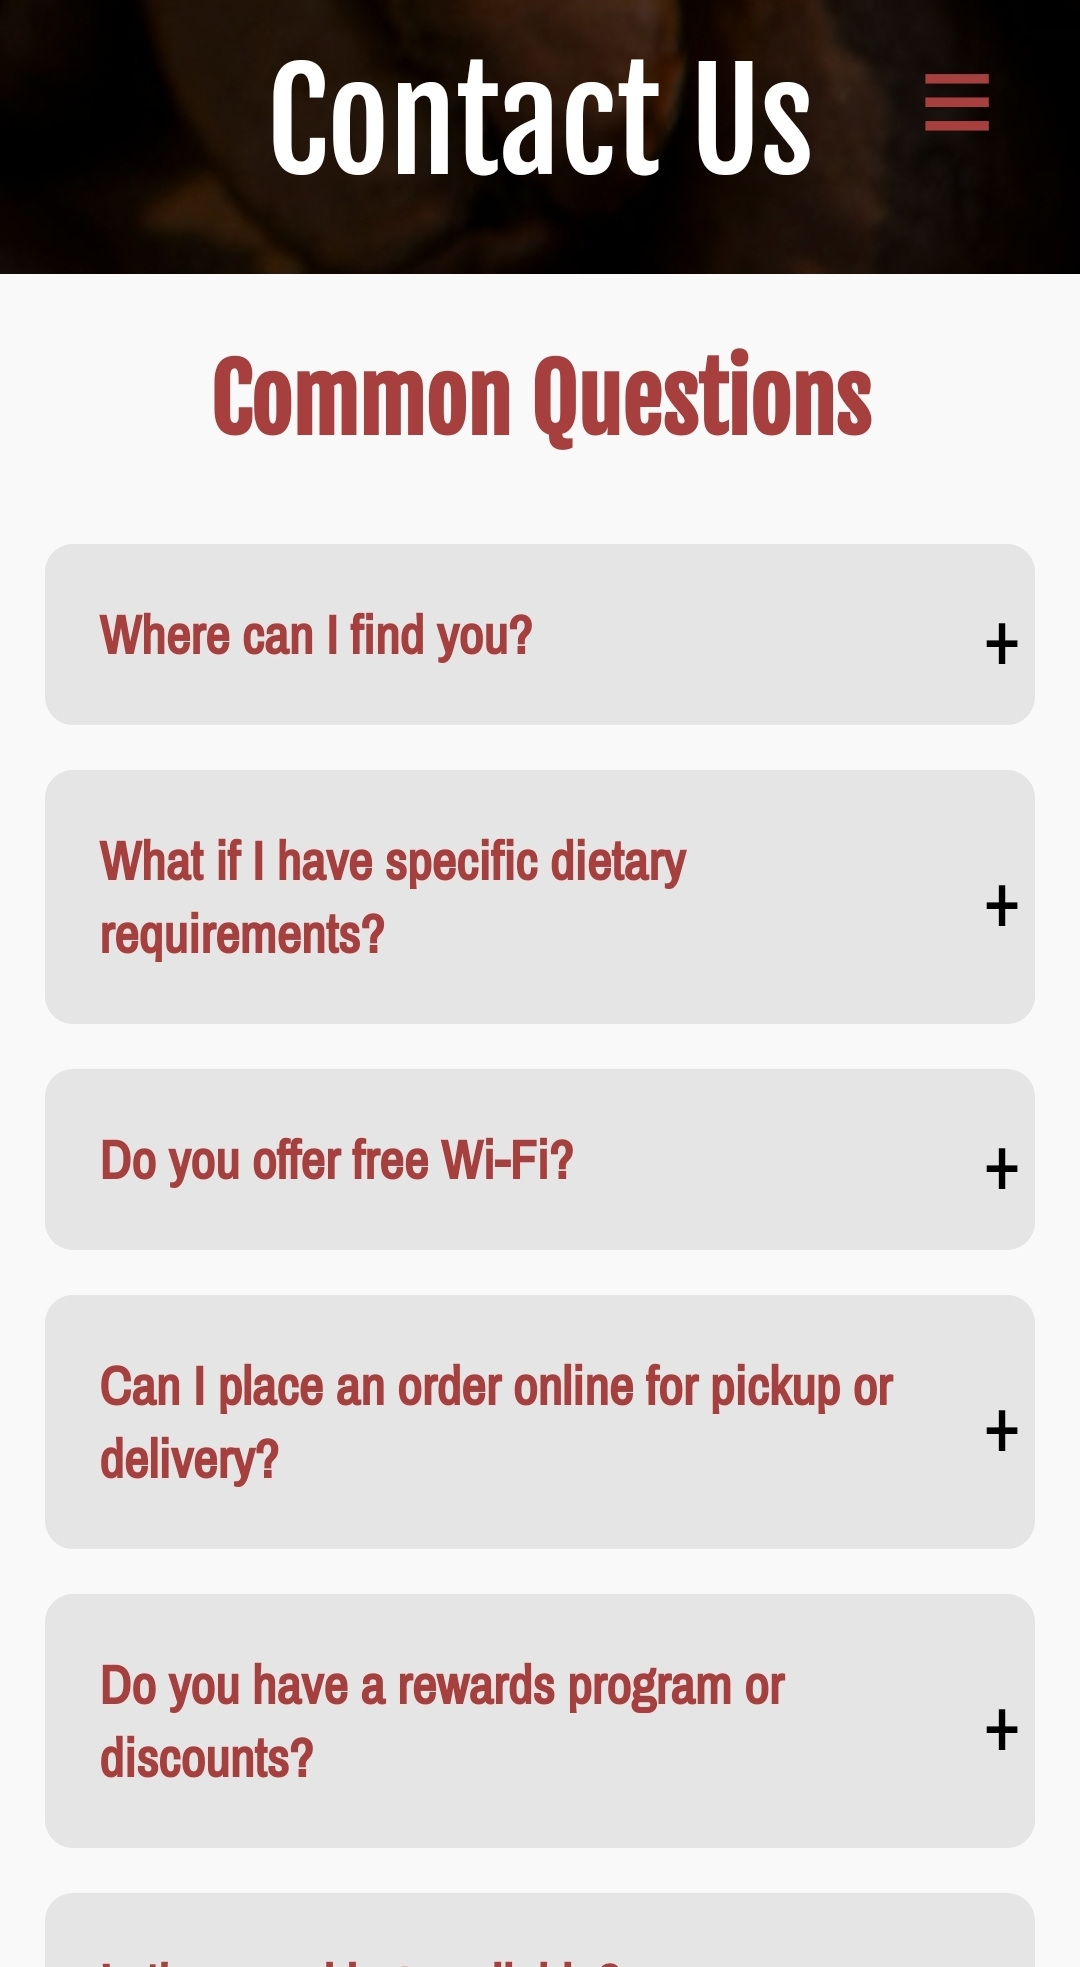 Contact Us
Common Questions
Where can I find you?
+
What if I have specific dietary
requirements?
+
Do you offer free Wi-Fi?
+
Can I place an order online for pickup or
delivery?
+
Do you have a rewards program or
discounts?
+